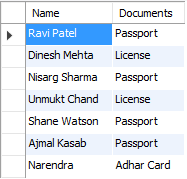 Name Documents
Ravi Patel Passport
Dinesh Mehta License
Nisarg Sharma Passport
Unmukt Chand License
Shane Watson Passport
Ajmal Kasab Passport
Narendra Adhar Card